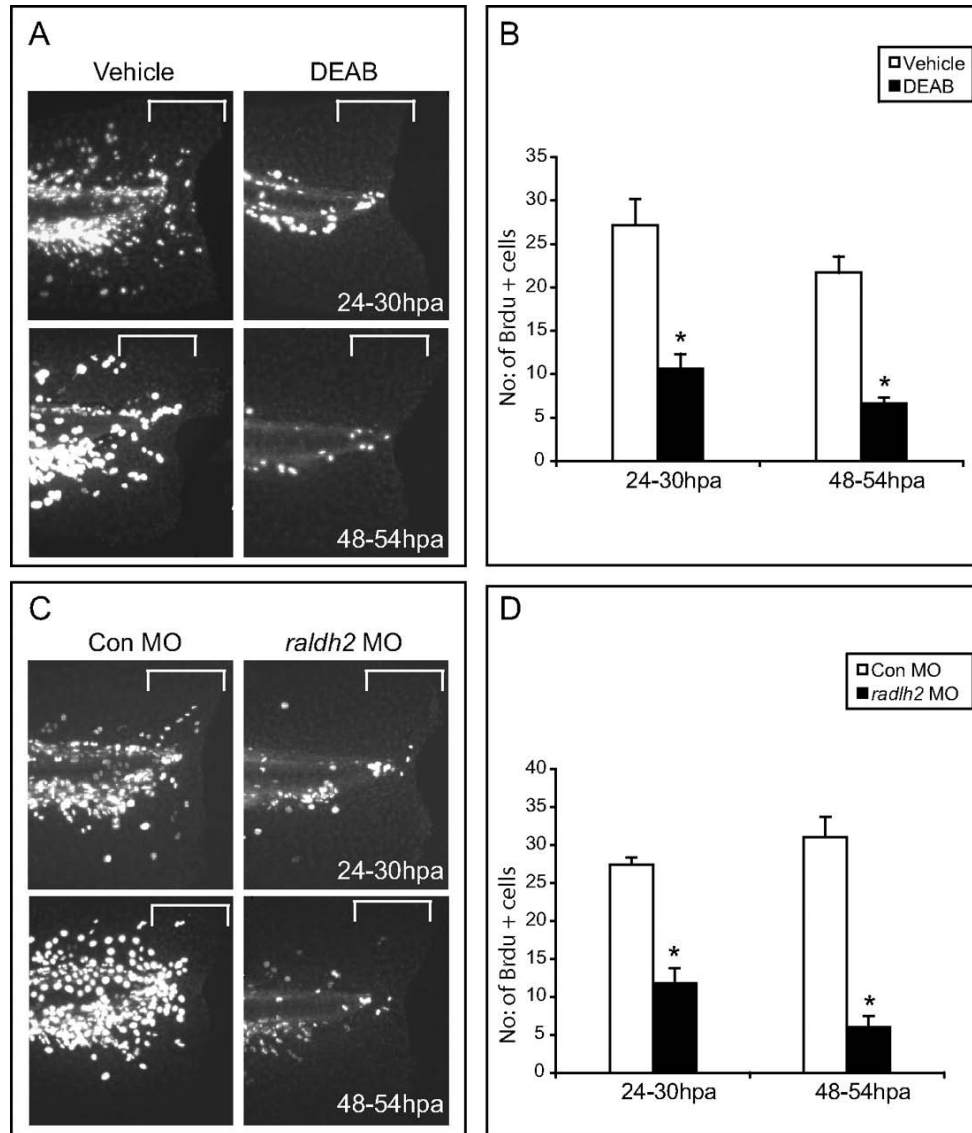 A
Vehicle DEAB
24-30hpa
48-54hpa
B
Vehicle
DEAB
35
30
25
20
15
10
5
0
No: of Brdu + cells
*
*
24-30hpa 48-54hpa
C
Con MO raldh2 MO
24-30hpa
48-54hpa
D
Con MO
radlh2 MO
40
35
30
25
20
15
10
5
0
No: of Brdu + cells
*
*
24-30hpa 48-54hpa